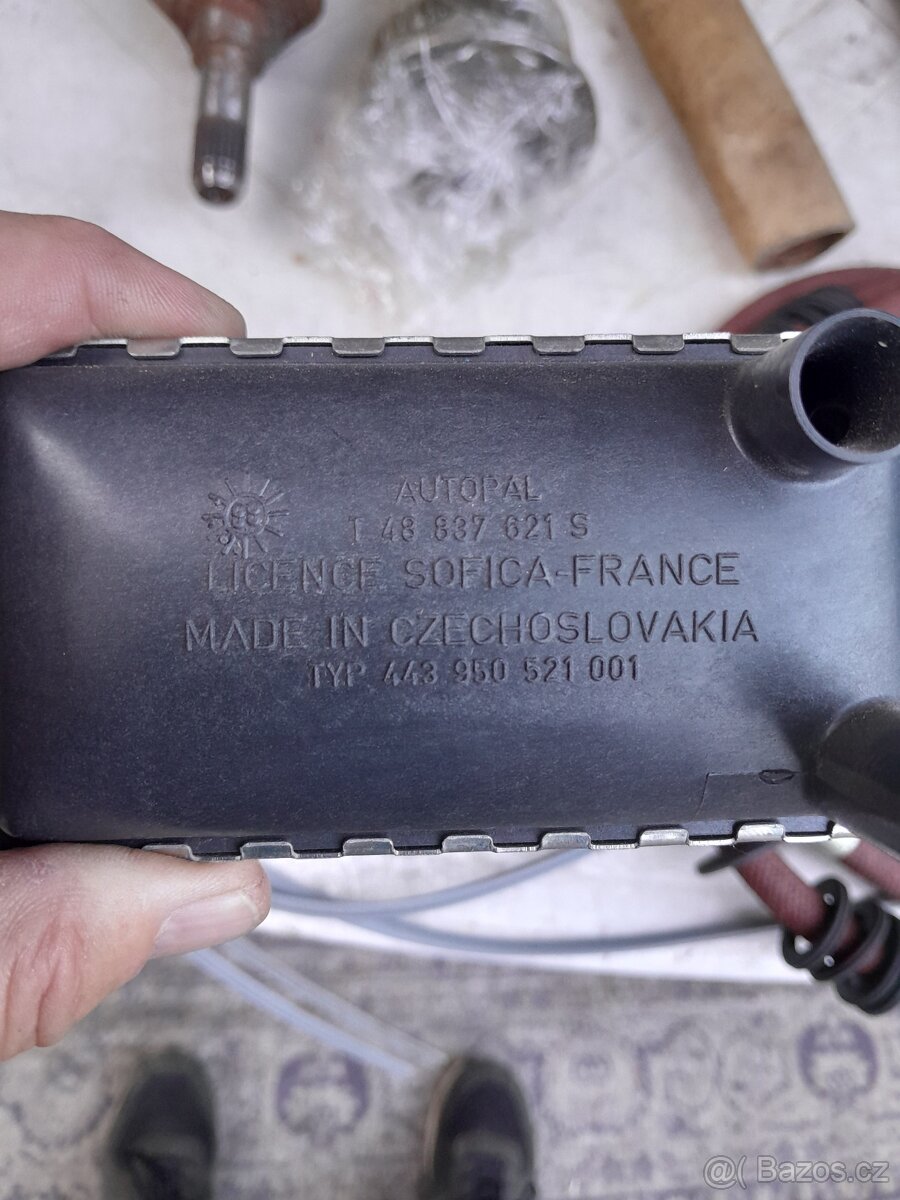 AUTOPAL
T 48 837 621 S
LICENCE SOFICA-FRANCE
MADE IN CZECHOSLOVAKIA
TYP 443 950 521 001
@( Bazos.cz